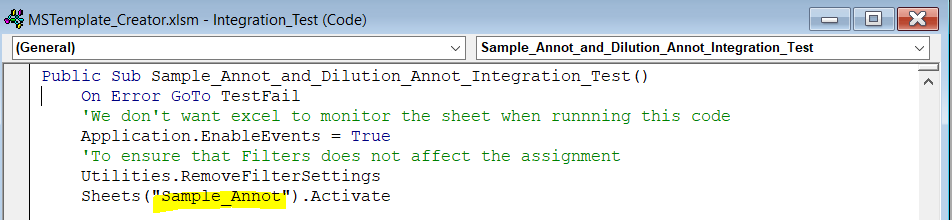 MSTemplate_Creator.xlsm - Integration_Test (Code)
(General) Sample_Annot_and_Dilution_Annot_Integration_Test
Public Sub Sample_Annot_and_Dilution_Annot_Integration_Test()
On Error GoTo TestFail
'We don't want excel to monitor the sheet when runnning this code
Application.EnableEvents = True
'To ensure that Filters does not affect the assignment
Utilities.RemoveFilterSettings
Sheets("Sample_Annot").Activate